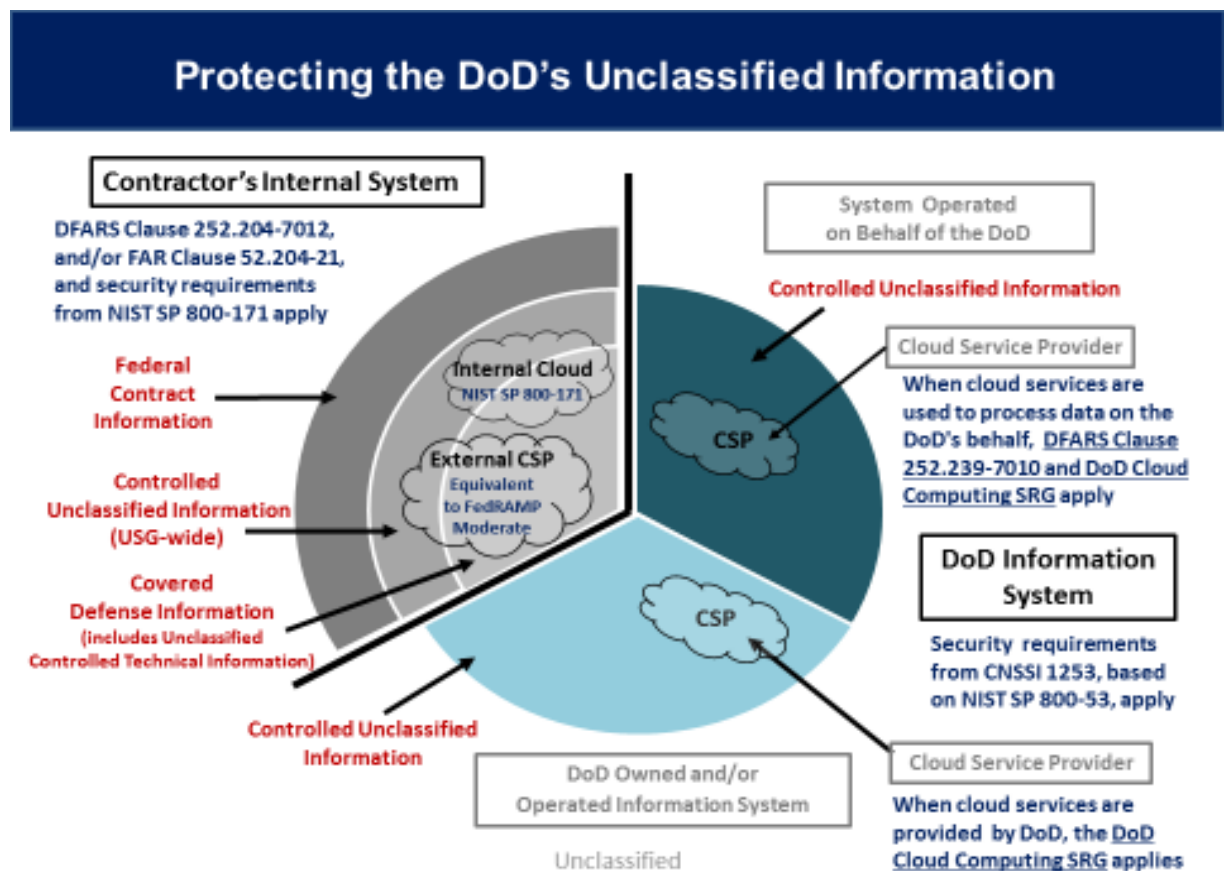 Protecting the DoD's Unclassified Information
Contractor's Internal System
DFARS Clause 252.204-7012,
and/or FAR Clause 52.204-21,
and security requirements
from NIST SP 800-171 apply
Federal
Contract
Information
Controlled
Unclassified Information
(USG-wide)
Covered
Defense Information
(includes Unclassified
Controlled Technical Information)
Internal Cloud
NIST SP 800-171
External CSP
Equivalent
to FedRAMP
Moderate
Controlled Unclassified
Information
System Operated
on Behalf of the DoD
Controlled Unclassified Information
Cloud Service Provider
When cloud services are
used to process data on the
DoD's behalf, DFARS Clause
252.239-7010 and DoD Cloud
Computing SRG apply
CSP
DoD Information
System
Security requirements
from CNSSI 1253, based
on NIST SP 800-53, apply
CSP
Cloud Service Provider
When cloud services are
provided by DoD, the DoD
Cloud Computing SRG applies
DoD Owned and/or
Operated Information System
Unclassified